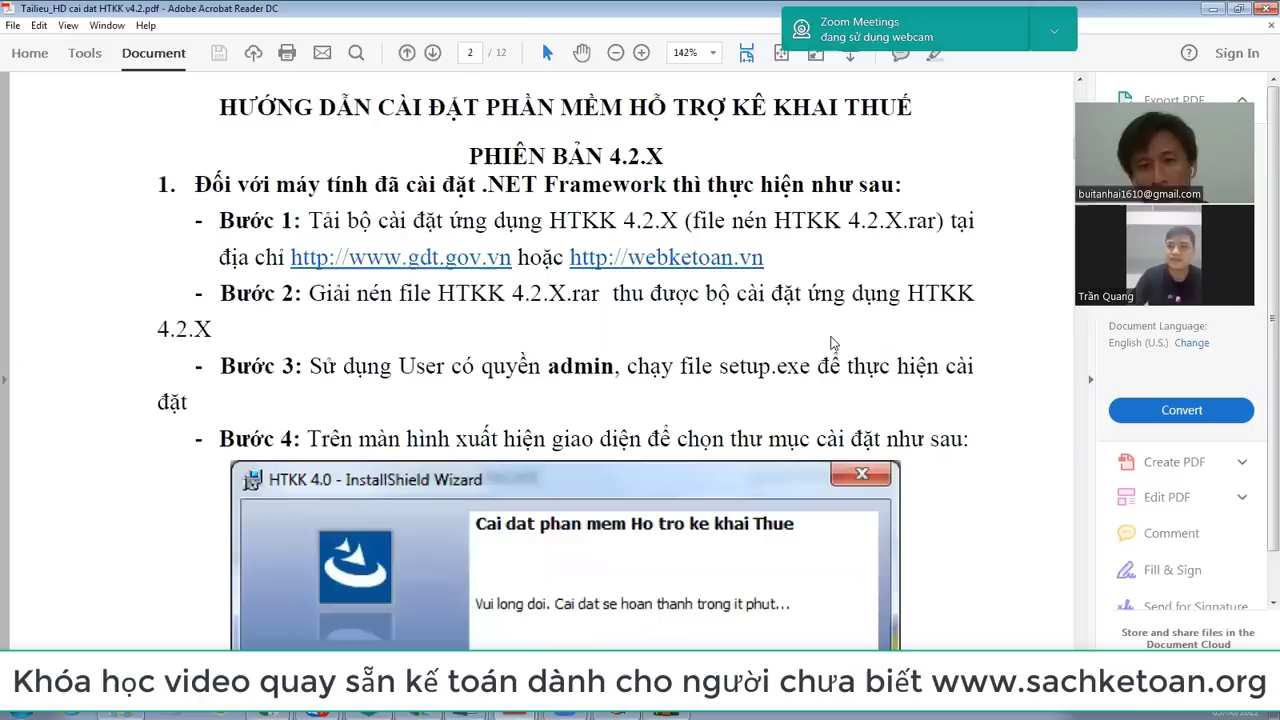 Tailieu_HD cai dat HTKK v4.2.pdf - Adobe Acrobat Reader DC
File Edit View Window Help
Zoom Meetings
đang sử dụng webcam
Home Tools Document 2 / 12 142% Sign In
Export PDF
HƯỚNG DẪN CÀI ĐẶT PHẦN MỀM HỖ TRỢ KÊ KHAI THUẾ
PHIÊN BẢN 4.2.X
1. Đối với máy tính đã cài đặt .NET Framework thì thực hiện như sau:
- Bước 1: Tải bộ cài đặt ứng dụng HTKK 4.2.X (file nén HTKK 4.2.X.rar) tại
địa chỉ http://www.gdt.gov.vn hoặc http://webketoan.vn
- Bước 2: Giải nén file HTKK 4.2.X.rar thu được bộ cài đặt ứng dụng HTKK
4.2.X
- Bước 3: Sử dụng User có quyền admin, chạy file setup.exe để thực hiện cài
đặt
- Bước 4: Trên màn hình xuất hiện giao diện để chọn thư mục cài đặt như sau:
HTKK 4.0 - InstallShield Wizard
Cai dat phan mem Ho tro ke khai Thue
Vui long doi. Cai dat se hoan thanh trong it phut...
buitanhai1610@gmail.com
Trần Quang
Document Language:
English (U.S.) Change
Convert
Create PDF
Edit PDF
Comment
Fill & Sign
Send for Signature
Store and share files in the
Document Cloud
Khóa học video quay sẵn kế toán dành cho người chưa biết www.sachketoan.org